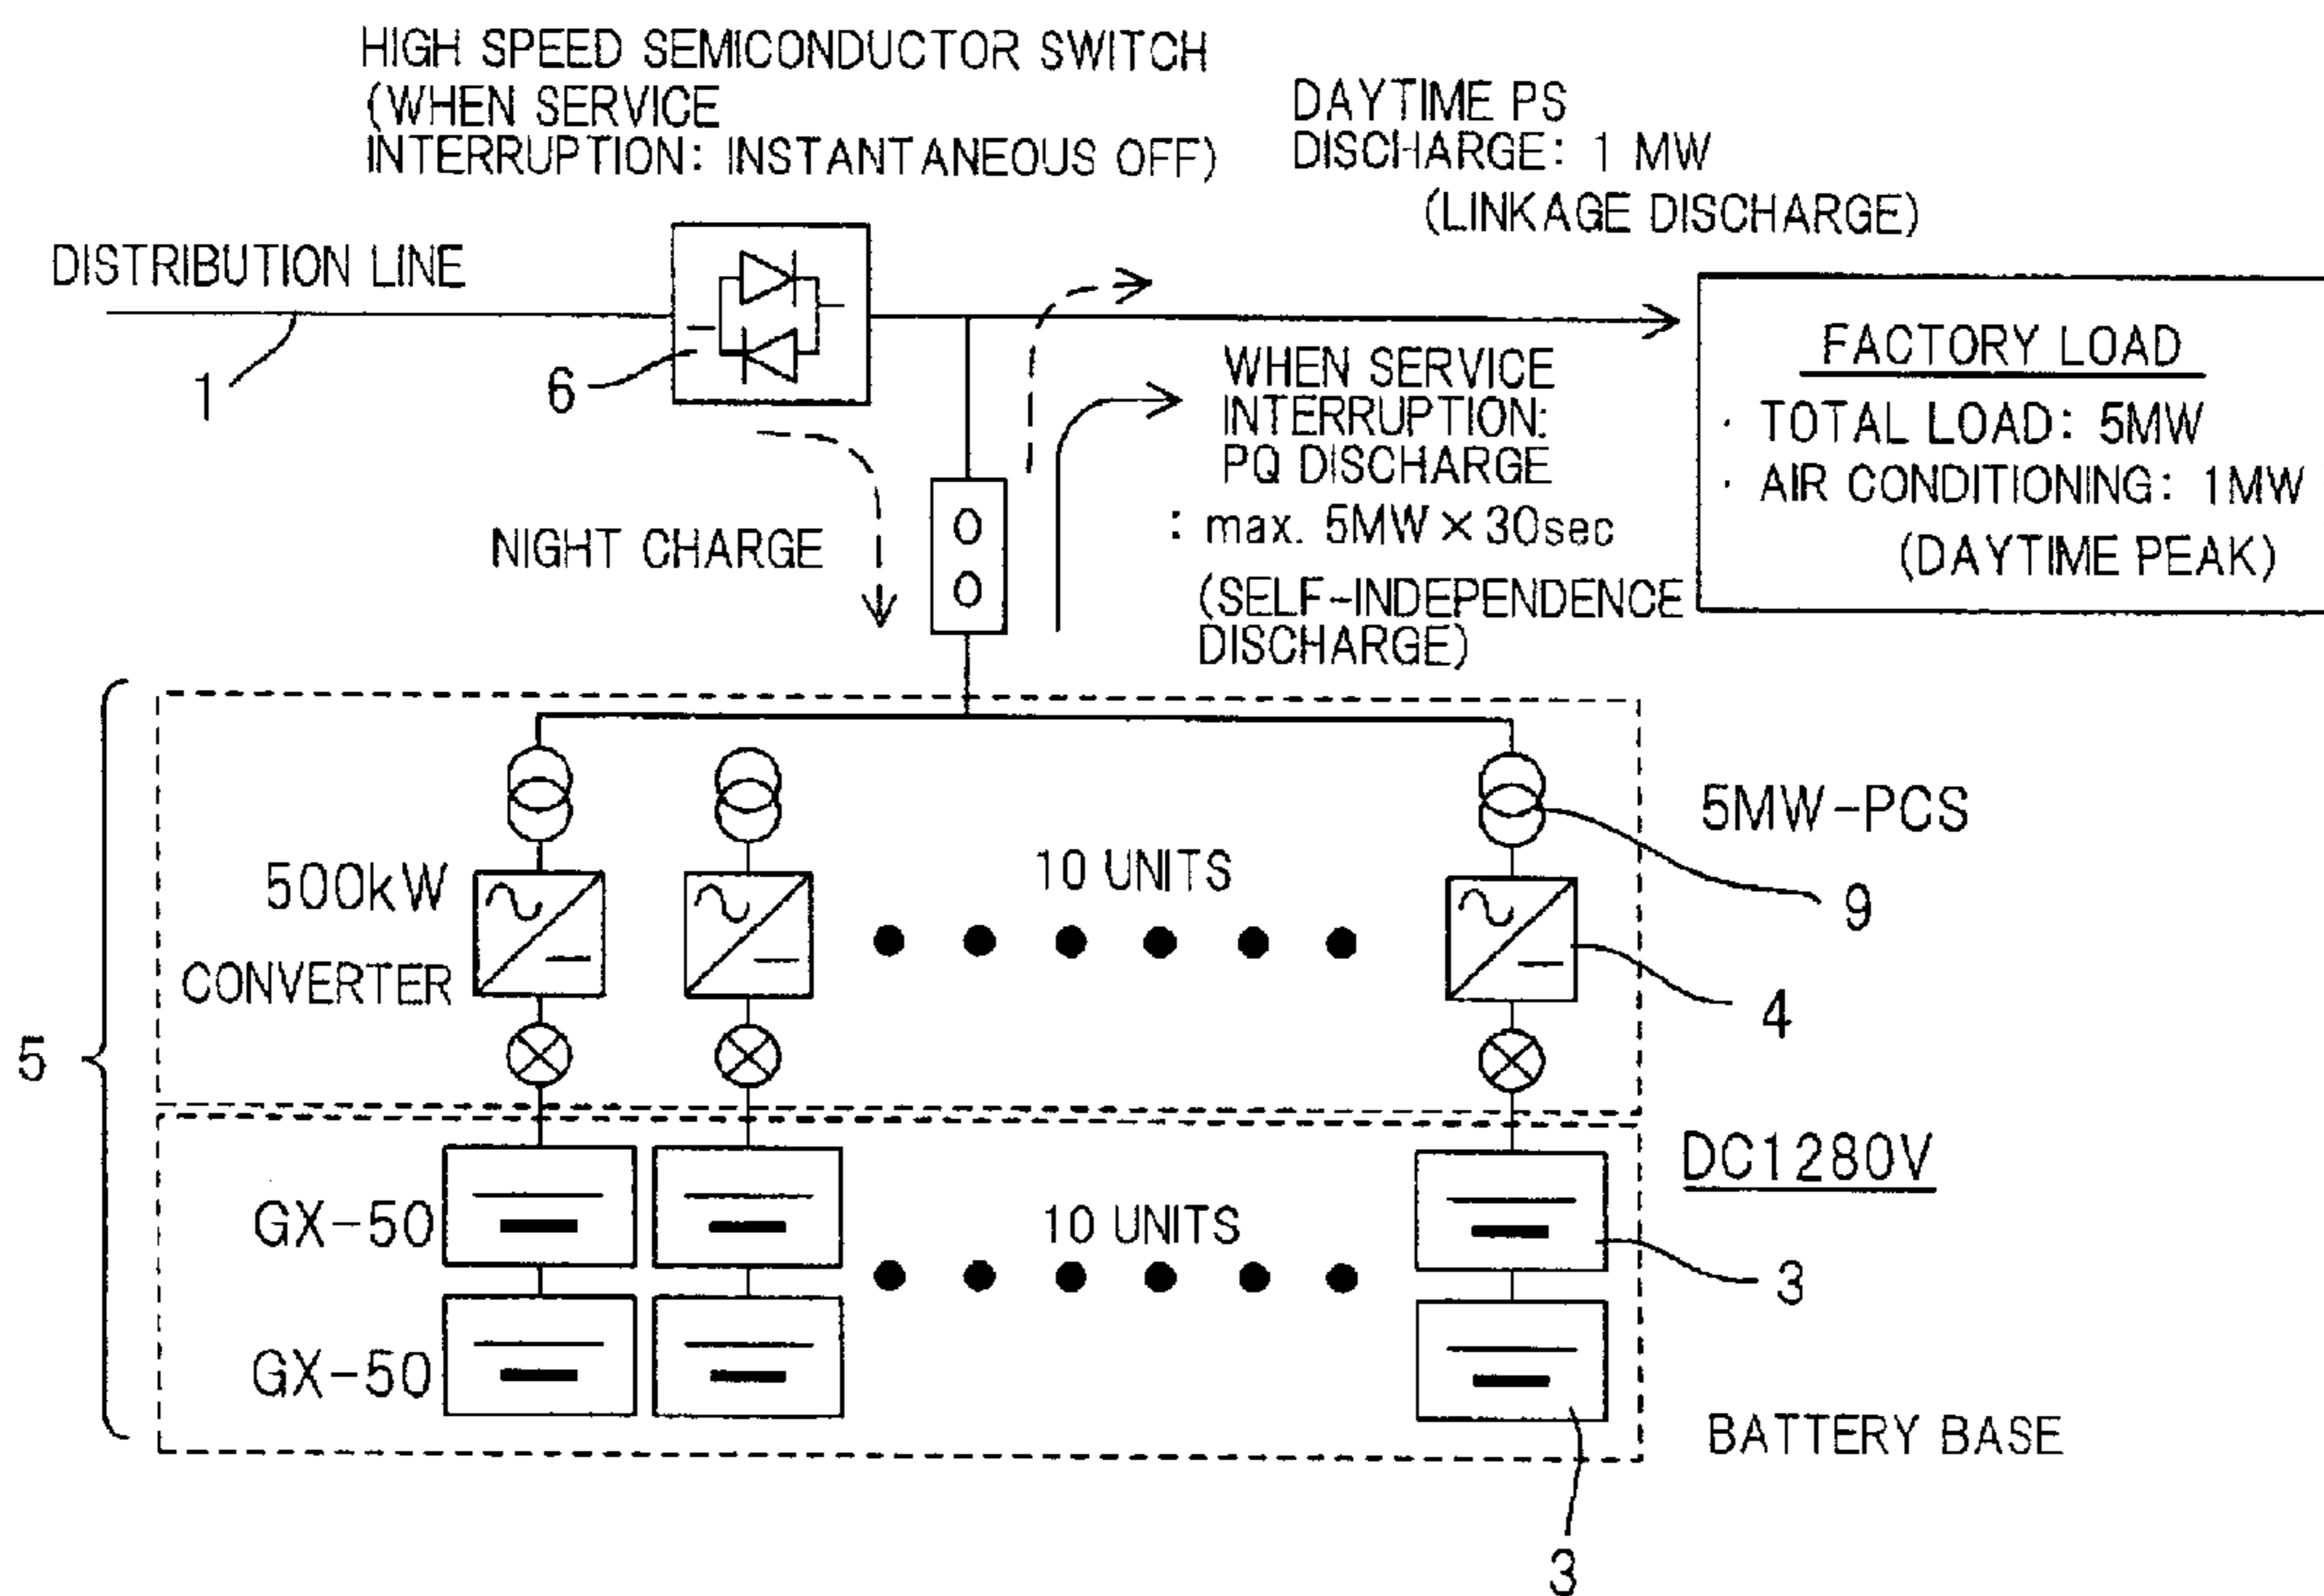 HIGH SPEED SEMICONDUCTOR SWITCH
(WHEN SERVICE
INTERRUPTION: INSTANTANEOUS OFF)
DAYTIME PS
DISCHARGE: 1 MW
(LINKAGE DISCHARGE)
DISTRIBUTION LINE
1
6
FACTORY LOAD
· TOTAL LOAD: 5MW
· AIR CONDITIONING: 1MW
(DAYTIME PEAK)
WHEN SERVICE
INTERRUPTION:
PQ DISCHARGE
: max. 5MW×30sec
(SELF-INDEPENDENCE
DISCHARGE)
NIGHT CHARGE
5
500kW
CONVERTER
10 UNITS
5MW-PCS
9
4
DC1280V
GX-50
10 UNITS
3
GX-50
BATTERY BASE
3